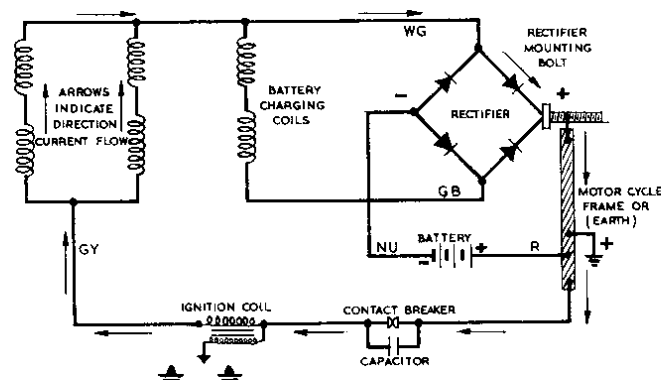 WG
RECTIFIER
MOUNTING
BOLT
ARROWS
INDICATE
DIRECTION
CURRENT FLOW
BATTERY
CHARGING
COILS
-
RECTIFIER
+
GB
MOTOR CYCLE
FRAME OR
(EARTH)
GY
NU
BATTERY
-
+
R
+
IGNITION COIL
CONTACT BREAKER
CAPACITOR